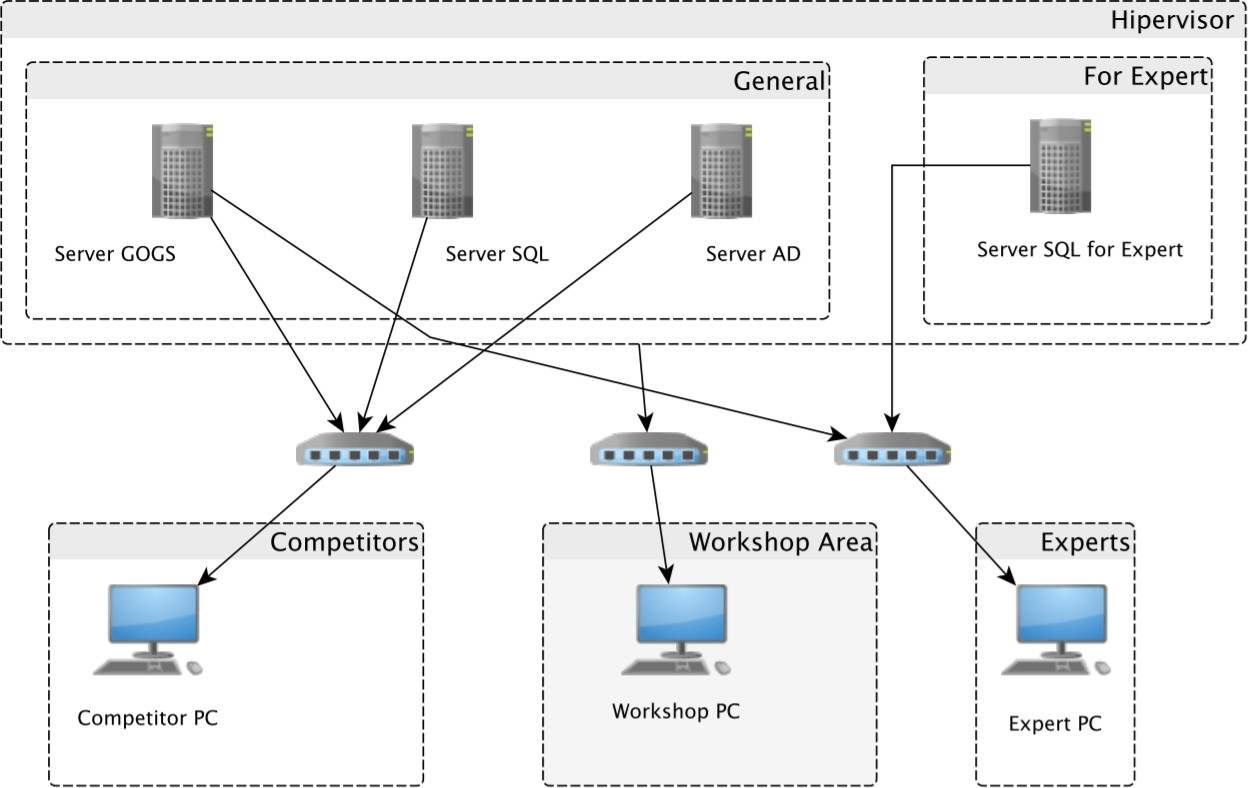 Hipervisor
General
For Expert
Server GOGS
Server SQL
Server AD
Server SQL for Expert
Competitors
Workshop Area
Experts
Competitor PC
Workshop PC
Expert PC